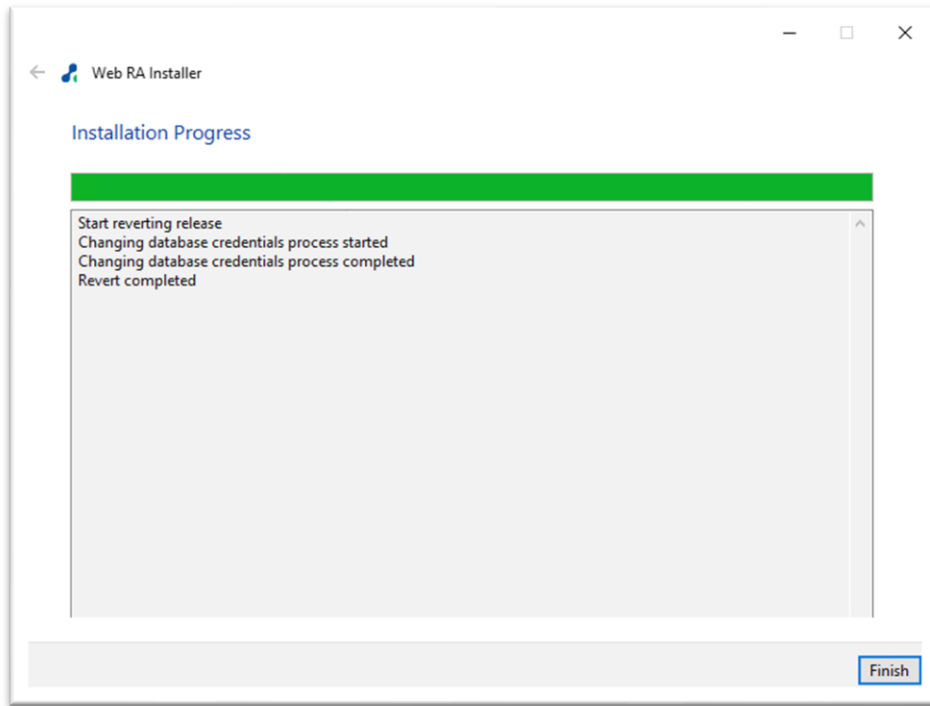 Web RA Installer
Installation Progress
Start reverting release
Changing database credentials process started
Changing database credentials process completed
Revert completed
Finish